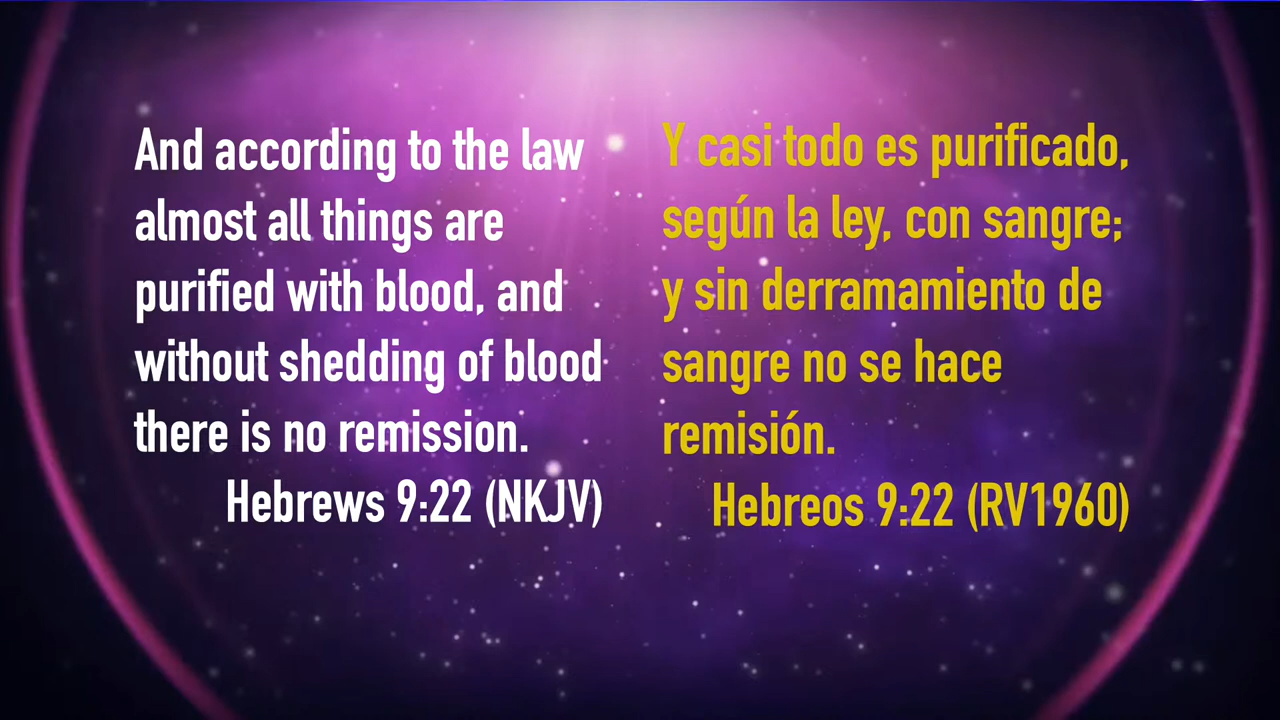 And according to the law
almost all things are
purified with blood, and
without shedding of blood
there is no remission.
Hebrews 9:22 (NKJV)
Y casi todo es purificado,
según la ley, con sangre;
y sin derramamiento de
sangre no se hace
remisión.
Hebreos 9:22 (RV1960)